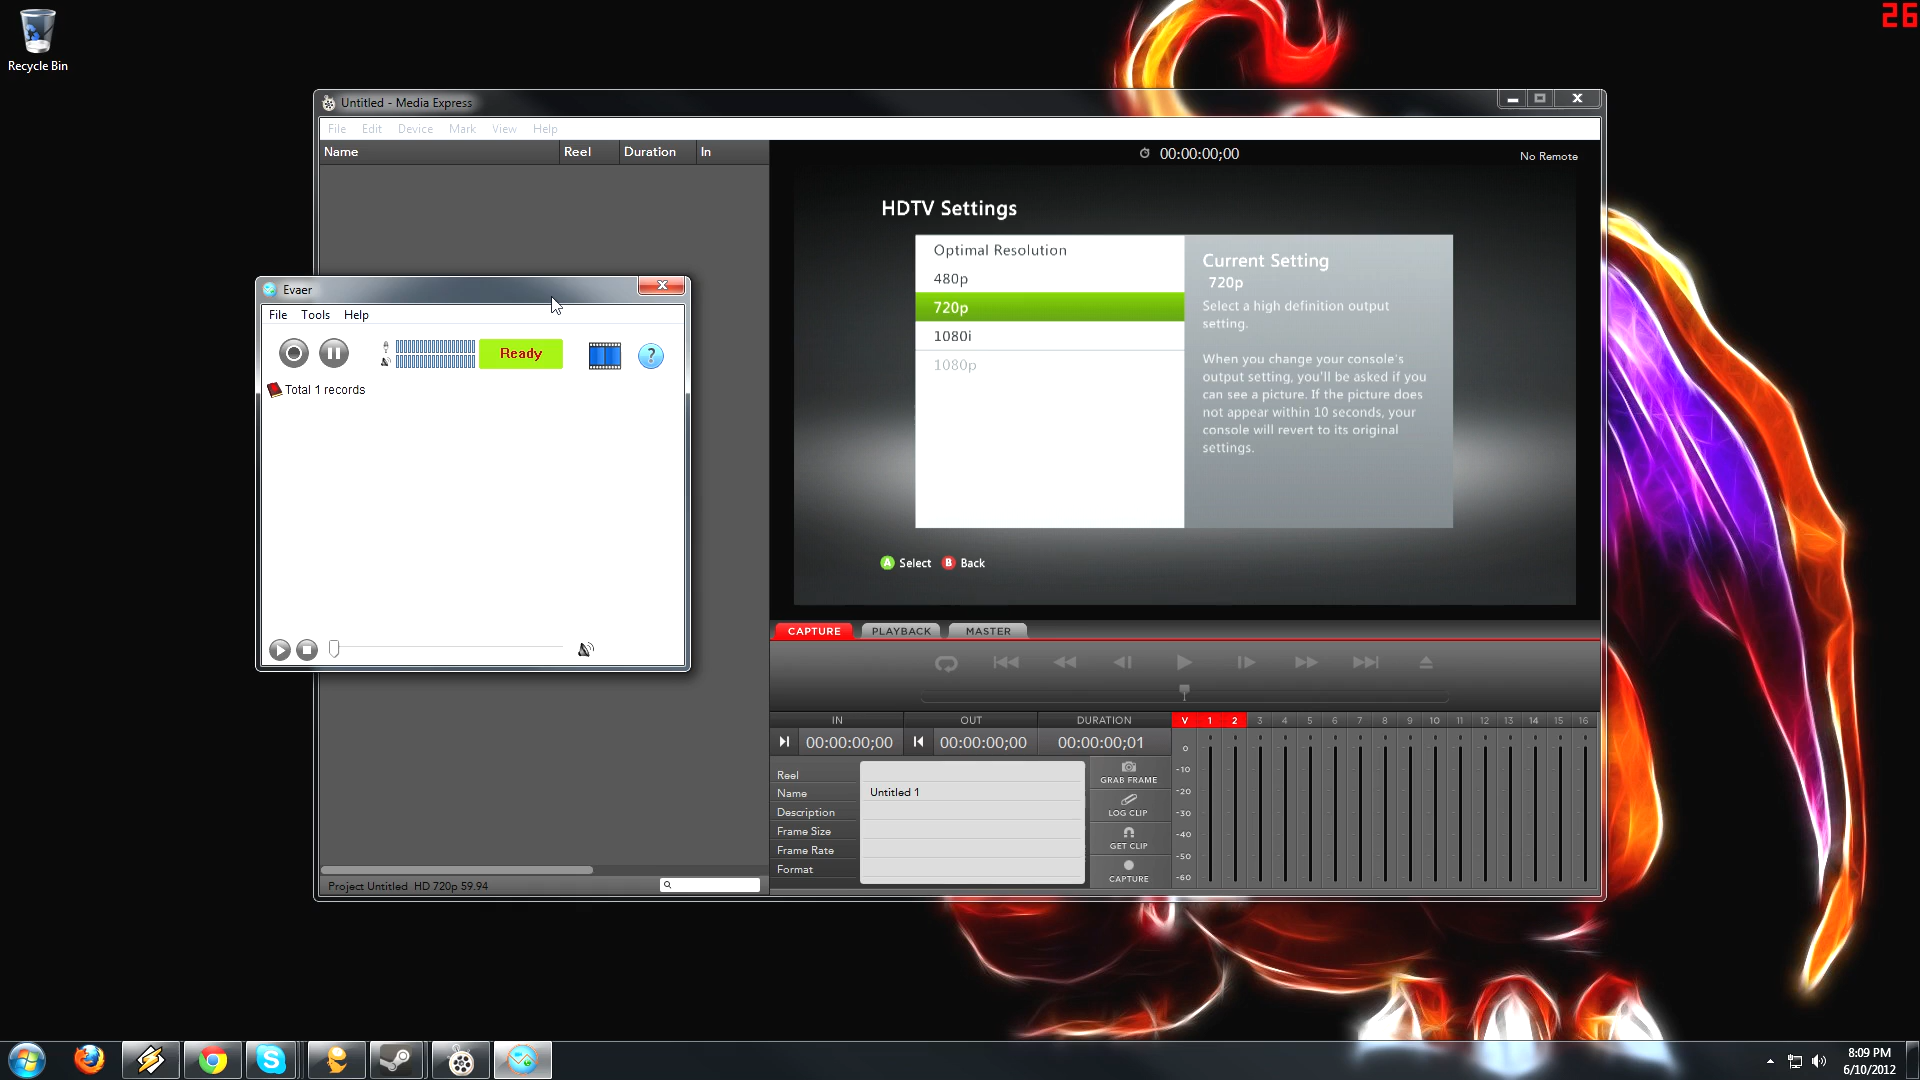 26
Recycle Bin
Untitled - Media Express
File Edit Device Mark View Help
Name Reel Duration In
00:00:00;00
No Remote
HDTV Settings
Optimal Resolution
480p
720p
1080i
1080p
Current Setting
720p
Select a high definition output
setting.
When you change your console's
output setting, you'll be asked if you
can see a picture. If the picture does
not appear within 10 seconds, your
console will revert to its original
settings.
A Select B Back
Evaer
File Tools Help
Ready
?
Total 1 records
CAPTURE PLAYBACK MASTER
IN OUT DURATION
V 1 2 3 4 5 6 7 8 9 10 11 12 13 14 15 16
00:00:00;00 00:00:00;00 00:00:00;01
Reel
Name Untitled 1
Description
Frame Size
Frame Rate
Format
GRAB FRAME
LOG CLIP
GET CLIP
CAPTURE
0
-10
-20
-30
-40
-50
-60
Project Untitled HD 720p 59.94
8:09 PM
6/10/2012